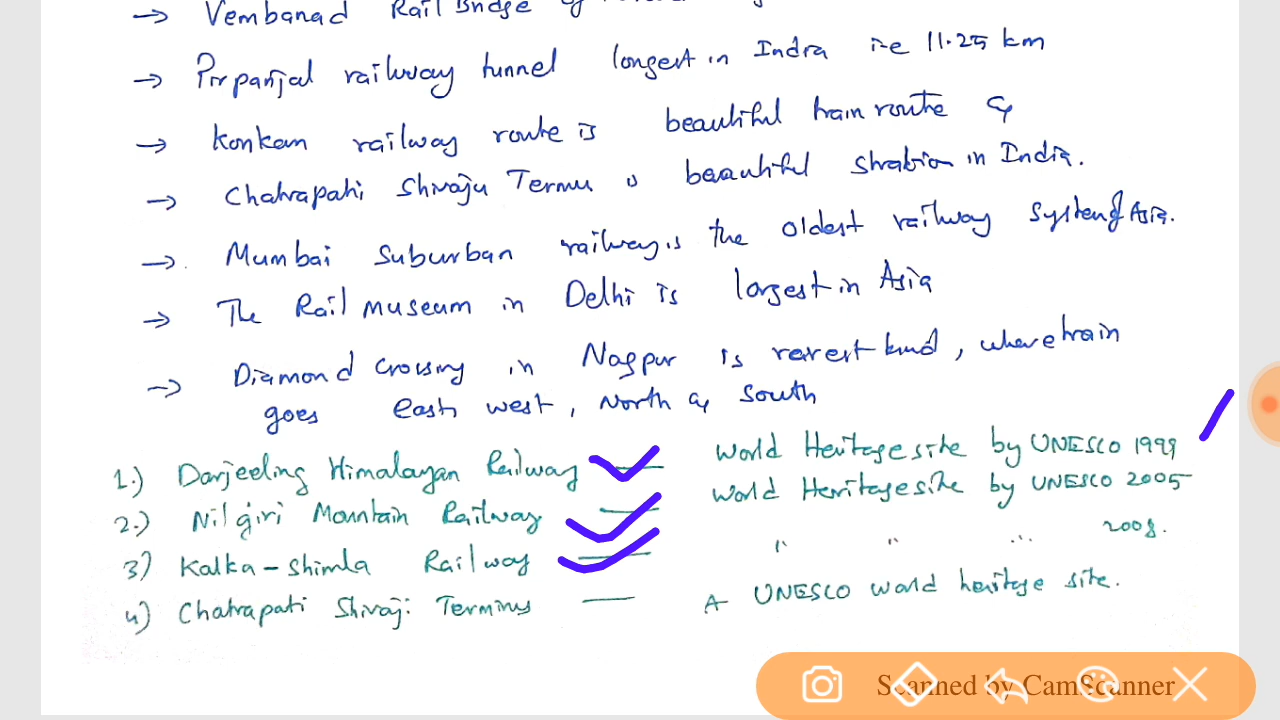 → Vembanad Rail Bridge of
→ Pirpanjal railway tunnel longest in India i.e 11.25 km
→ Konkan railway route is beautiful train route &
→ Chatrapati Shivaju Termu is beautiful station in India.
→ Mumbai Suburban railway is the oldest railway system of Asia.
→ The Rail museum in Delhi is largest in Asia
→ Diamond crossing in Nagpur is rarest kind, where train
goes east west, North & South
1.) Darjeeling Himalayan Railway — World Heritage site by UNESCO 1999
2.) Nilgiri Mountain Railway — World Heritage site by UNESCO 2005
3) Kalka-shimla Railway — " " " 2008.
4) Chatrapati Shivaji Terminus — A UNESCO world heritage site.
Scanned by CamScanner